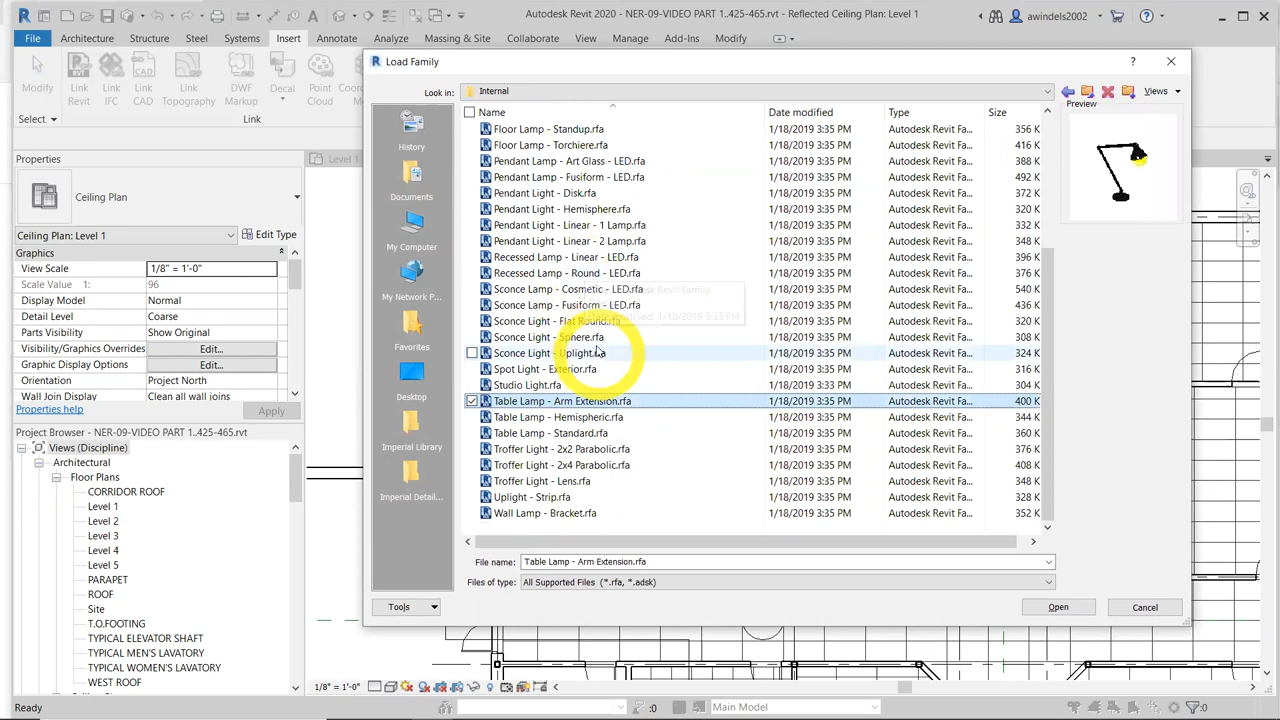 Autodesk Revit 2020 - NER-09-VIDEO PART 1...425-465.rvt - Reflected Ceiling Plan: Level 1
awindels2002
File Architecture Structure Steel Systems Insert Annotate Analyze Massing & Site Collaborate View Manage Add-Ins Modify
Modify
Link Revit
Link IFC
Link CAD
Link Topography
DWF Markup
Decal
Point Cloud
Select
Link
Properties
Ceiling Plan
Ceiling Plan: Level 1
Edit Type
Graphics
View Scale 1/8" = 1'-0"
Scale Value 1: 96
Display Model Normal
Detail Level Coarse
Parts Visibility Show Original
Visibility/Graphics Overrides Edit...
Graphic Display Options Edit...
Orientation Project North
Wall Join Display Clean all wall joins
Properties help
Apply
Project Browser - NER-09-VIDEO PART 1..425-465.rvt
Views (Discipline)
Architectural
Floor Plans
CORRIDOR ROOF
Level 1
Level 2
Level 3
Level 4
Level 5
PARAPET
ROOF
Site
T.O.FOOTING
TYPICAL ELEVATOR SHAFT
TYPICAL MEN'S LAVATORY
TYPICAL WOMEN'S LAVATORY
WEST ROOF
Level 1
Load Family
Look in: Internal
Views
Preview
History
Documents
My Computer
My Network P...
Favorites
Desktop
Imperial Library
Imperial Detai...
Name Date modified Type Size
Floor Lamp - Standup.rfa 1/18/2019 3:35 PM Autodesk Revit Fa... 356 K
Floor Lamp - Torchiere.rfa 1/18/2019 3:35 PM Autodesk Revit Fa... 416 K
Pendant Lamp - Art Glass - LED.rfa 1/18/2019 3:35 PM Autodesk Revit Fa... 388 K
Pendant Lamp - Fusiform - LED.rfa 1/18/2019 3:35 PM Autodesk Revit Fa... 492 K
Pendant Light - Disk.rfa 1/18/2019 3:35 PM Autodesk Revit Fa... 372 K
Pendant Light - Hemisphere.rfa 1/18/2019 3:35 PM Autodesk Revit Fa... 320 K
Pendant Light - Linear - 1 Lamp.rfa 1/18/2019 3:35 PM Autodesk Revit Fa... 332 K
Pendant Light - Linear - 2 Lamp.rfa 1/18/2019 3:35 PM Autodesk Revit Fa... 348 K
Recessed Lamp - Linear - LED.rfa 1/18/2019 3:35 PM Autodesk Revit Fa... 396 K
Recessed Lamp - Round - LED.rfa 1/18/2019 3:35 PM Autodesk Revit Fa... 376 K
Sconce Lamp - Cosmetic - LED.rfa 1/18/2019 3:35 PM Autodesk Revit Fa... 540 K
Sconce Lamp - Fusiform - LED.rfa 1/18/2019 3:35 PM Autodesk Revit Fa... 436 K
Sconce Light - Flat Round.rfa 1/18/2019 3:35 PM Autodesk Revit Fa... 320 K
Sconce Light - Sphere.rfa 1/18/2019 3:35 PM Autodesk Revit Fa... 308 K
Sconce Light - Uplight.rfa 1/18/2019 3:35 PM Autodesk Revit Fa... 324 K
Spot Light - Exterior.rfa 1/18/2019 3:35 PM Autodesk Revit Fa... 316 K
Studio Light.rfa 1/18/2019 3:33 PM Autodesk Revit Fa... 304 K
Table Lamp - Arm Extension.rfa 1/18/2019 3:35 PM Autodesk Revit Fa... 400 K
Table Lamp - Hemispheric.rfa 1/18/2019 3:35 PM Autodesk Revit Fa... 344 K
Table Lamp - Standard.rfa 1/18/2019 3:35 PM Autodesk Revit Fa... 360 K
Troffer Light - 2x2 Parabolic.rfa 1/18/2019 3:35 PM Autodesk Revit Fa... 376 K
Troffer Light - 2x4 Parabolic.rfa 1/18/2019 3:35 PM Autodesk Revit Fa... 408 K
Troffer Light - Lens.rfa 1/18/2019 3:35 PM Autodesk Revit Fa... 348 K
Uplight - Strip.rfa 1/18/2019 3:35 PM Autodesk Revit Fa... 328 K
Wall Lamp - Bracket.rfa 1/18/2019 3:35 PM Autodesk Revit Fa... 352 K
File name: Table Lamp - Arm Extension.rfa
Files of type: All Supported Files (*.rfa, *.adsk)
Tools
Open
Cancel
1/8" = 1'-0"
Ready
:0
Main Model
:0